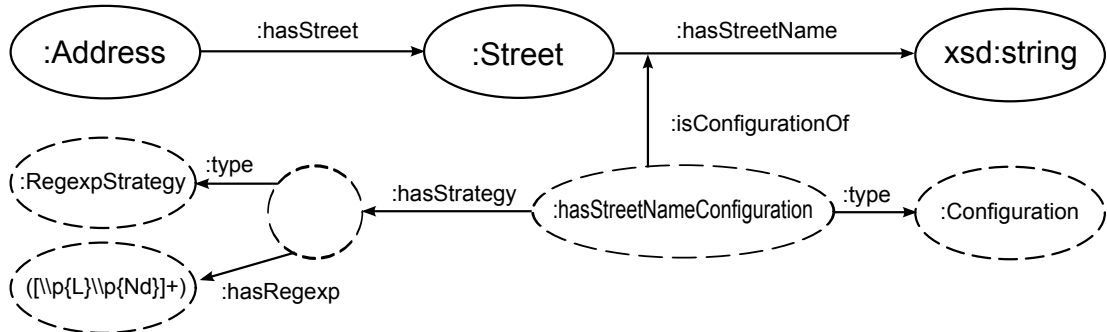 :hasStreet
:hasStreetName
:Address
:Street
xsd:string
:isConfigurationOf
:type
:RegexpStrategy
:hasStrategy
:hasStreetNameConfiguration
:type
:Configuration
([\\p{L}\\p{Nd}]+)
:hasRegexp